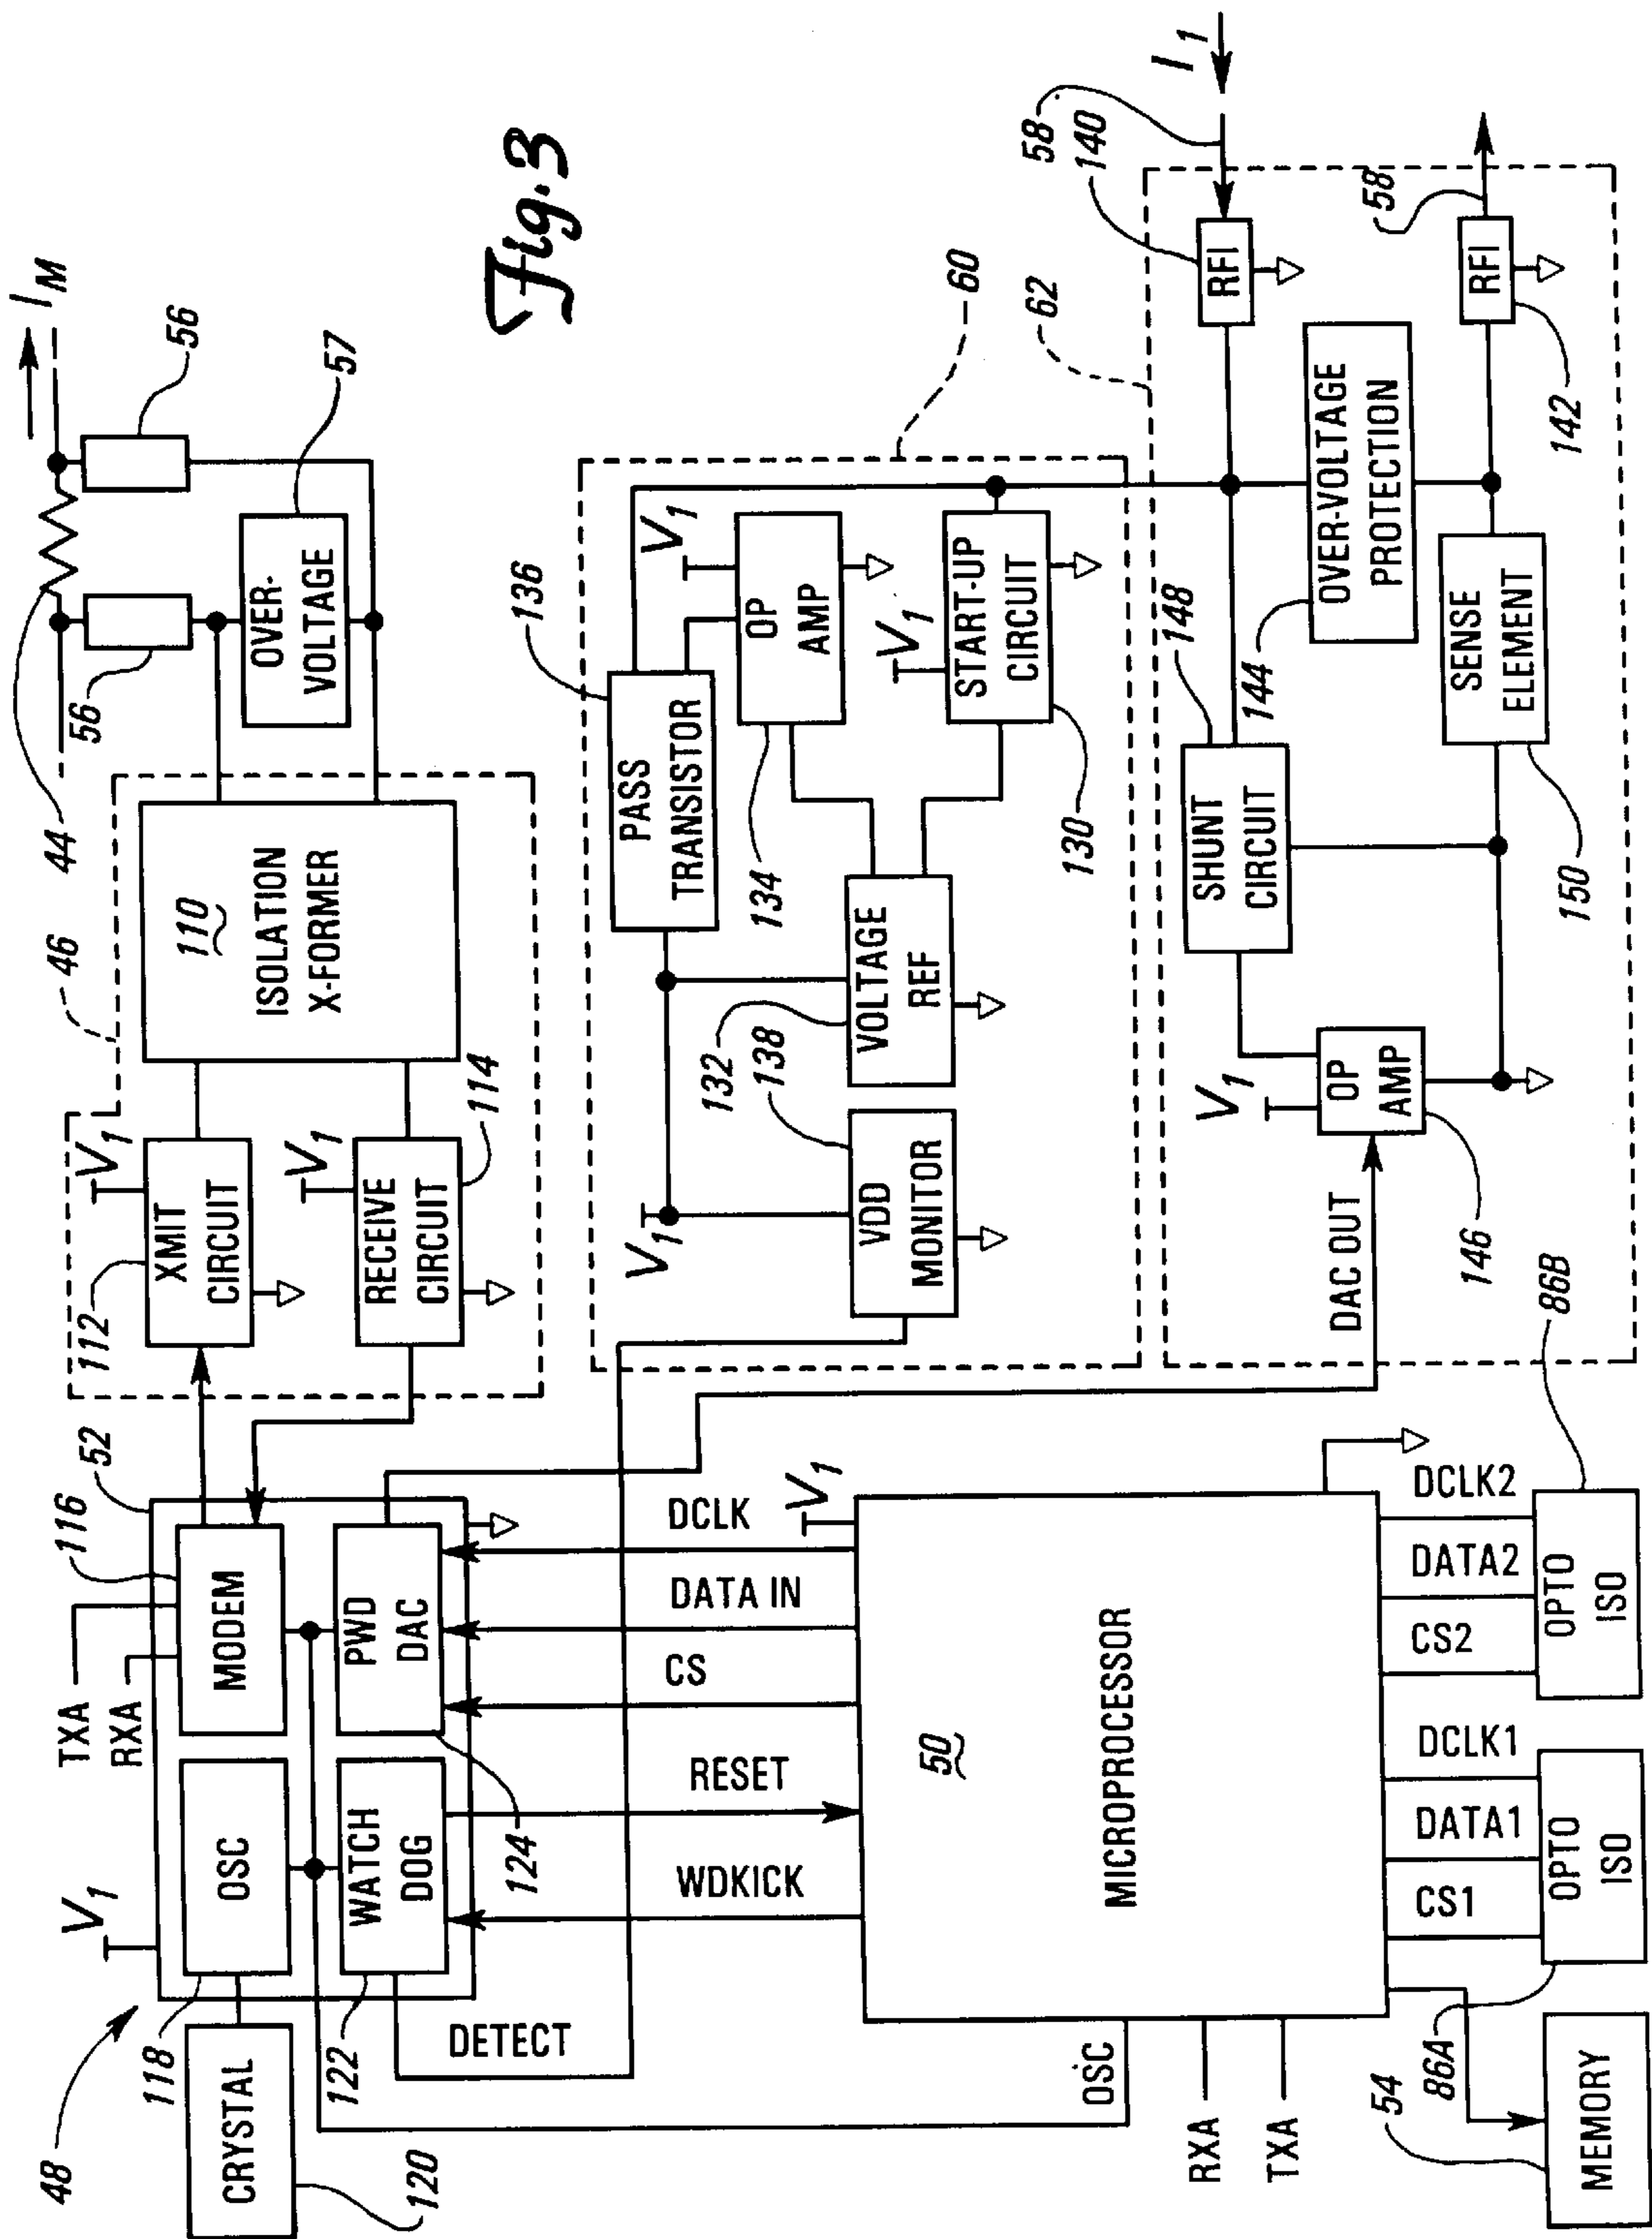 48
CRYSTAL
120
V1
118
OSC
TXA
RXA
116
52
MODEM
122
WATCH
DOG
PWD
DAC
124
DETECT
WDKICK
RESET
CS
DATA IN
DCLK
V1
OSC
RXA
TXA
50
MICROPROCESSOR
54
MEMORY
86A
CS1
DATA1
DCLK1
OPTO
ISO
CS2
DATA2
DCLK2
OPTO
ISO
86B
46
112
V1
XMIT
CIRCUIT
V1
RECEIVE
CIRCUIT
114
110
ISOLATION
X-FORMER
44
56
OVER-
VOLTAGE
57
56
IM
Fig.3
60
136
PASS
TRANSISTOR
V1
OP
AMP
134
V1
V1
START-UP
CIRCUIT
130
132
VOLTAGE
REF
138
VDD
MONITOR
62
DAC OUT
V1
OP
AMP
146
148
SHUNT
CIRCUIT
144
OVER-VOLTAGE
PROTECTION
SENSE
ELEMENT
150
I1
58
140
RFI
58
RFI
142